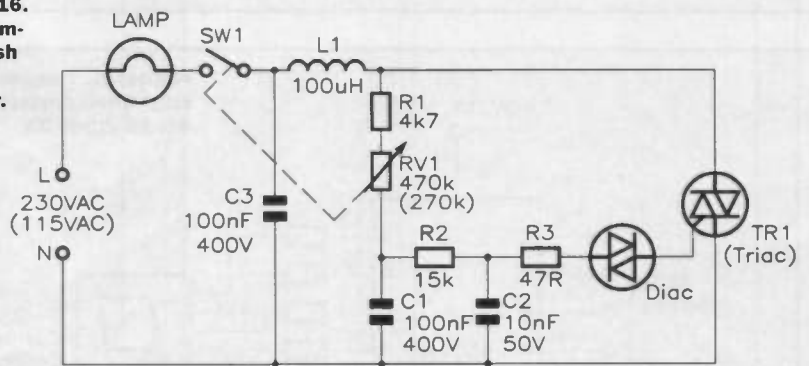 16.
m-
sh
.
LAMP
SW1
L1
100uH
R1
4k7
RV1
470k
(270k)
L
230VAC
(115VAC)
N
C3
100nF
400V
R2
15k
R3
47R
Diac
TR1
(Triac)
C1
100nF
400V
C2
10nF
50V